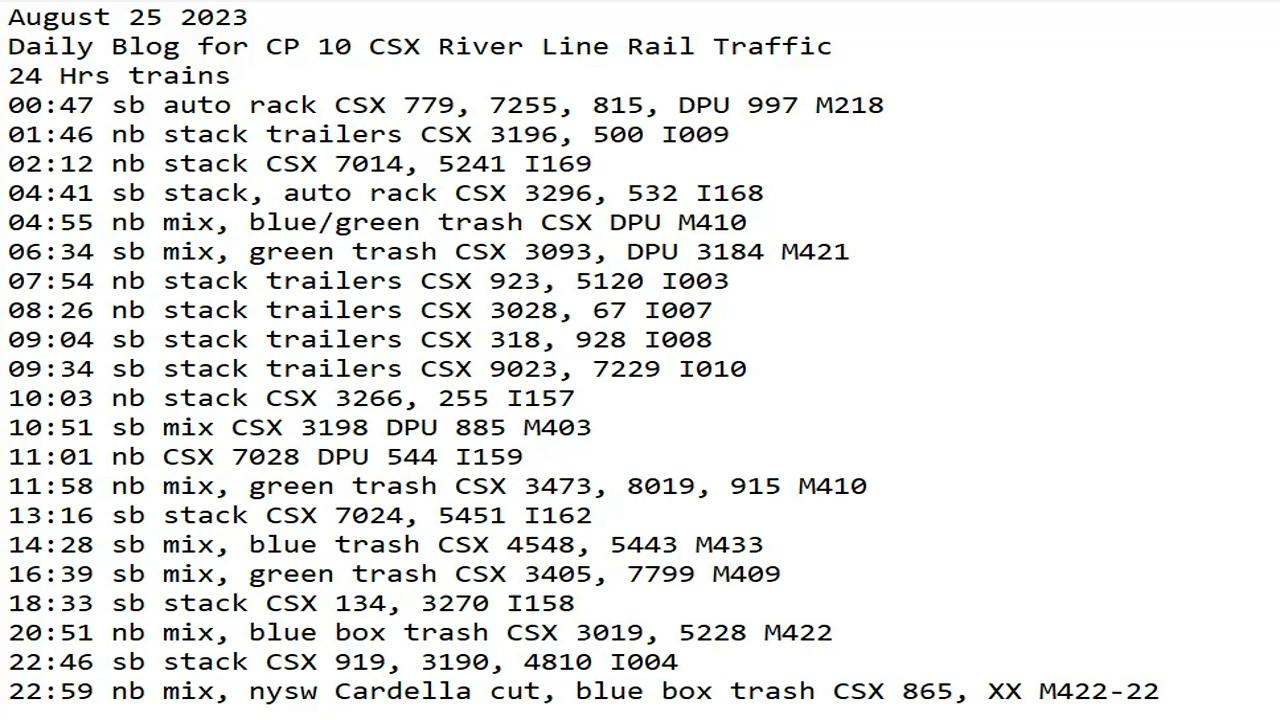 August 25 2023
Daily Blog for CP 10 CSX River Line Rail Traffic
24 Hrs trains
00:47 sb auto rack CSX 779, 7255, 815, DPU 997 M218
01:46 nb stack trailers CSX 3196, 500 I009
02:12 nb stack CSX 7014, 5241 I169
04:41 sb stack, auto rack CSX 3296, 532 I168
04:55 nb mix, blue/green trash CSX DPU M410
06:34 sb mix, green trash CSX 3093, DPU 3184 M421
07:54 nb stack trailers CSX 923, 5120 I003
08:26 nb stack trailers CSX 3028, 67 I007
09:04 sb stack trailers CSX 318, 928 I008
09:34 sb stack trailers CSX 9023, 7229 I010
10:03 nb stack CSX 3266, 255 I157
10:51 sb mix CSX 3198 DPU 885 M403
11:01 nb CSX 7028 DPU 544 I159
11:58 nb mix, green trash CSX 3473, 8019, 915 M410
13:16 sb stack CSX 7024, 5451 I162
14:28 sb mix, blue trash CSX 4548, 5443 M433
16:39 sb mix, green trash CSX 3405, 7799 M409
18:33 sb stack CSX 134, 3270 I158
20:51 nb mix, blue box trash CSX 3019, 5228 M422
22:46 sb stack CSX 919, 3190, 4810 I004
22:59 nb mix, nysw Cardella cut, blue box trash CSX 865, XX M422-22